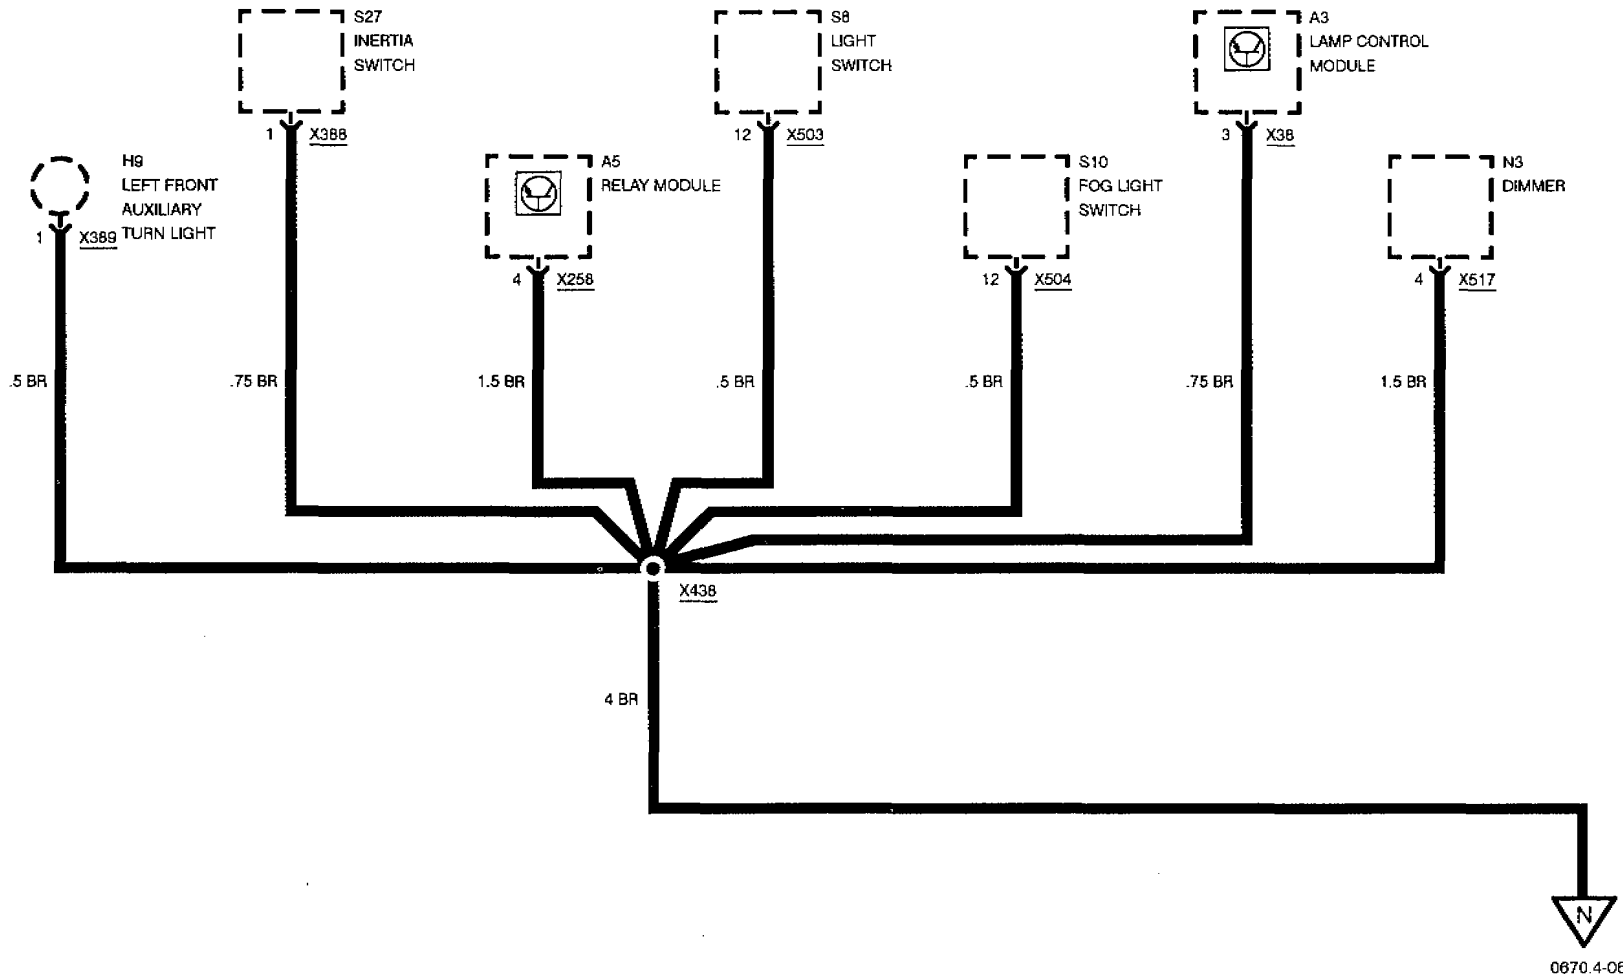 S27
INERTIA
SWITCH
S8
LIGHT
SWITCH
A3
LAMP CONTROL
MODULE
1 X388
12 X503
3 X38
H9
LEFT FRONT
AUXILIARY
TURN LIGHT
1 X389
A5
RELAY MODULE
S10
FOG LIGHT
SWITCH
N3
DIMMER
4 X258
12 X504
4 X517
.5 BR
.75 BR
1.5 BR
.5 BR
.5 BR
.75 BR
1.5 BR
X438
4 BR
N
0670.4-06